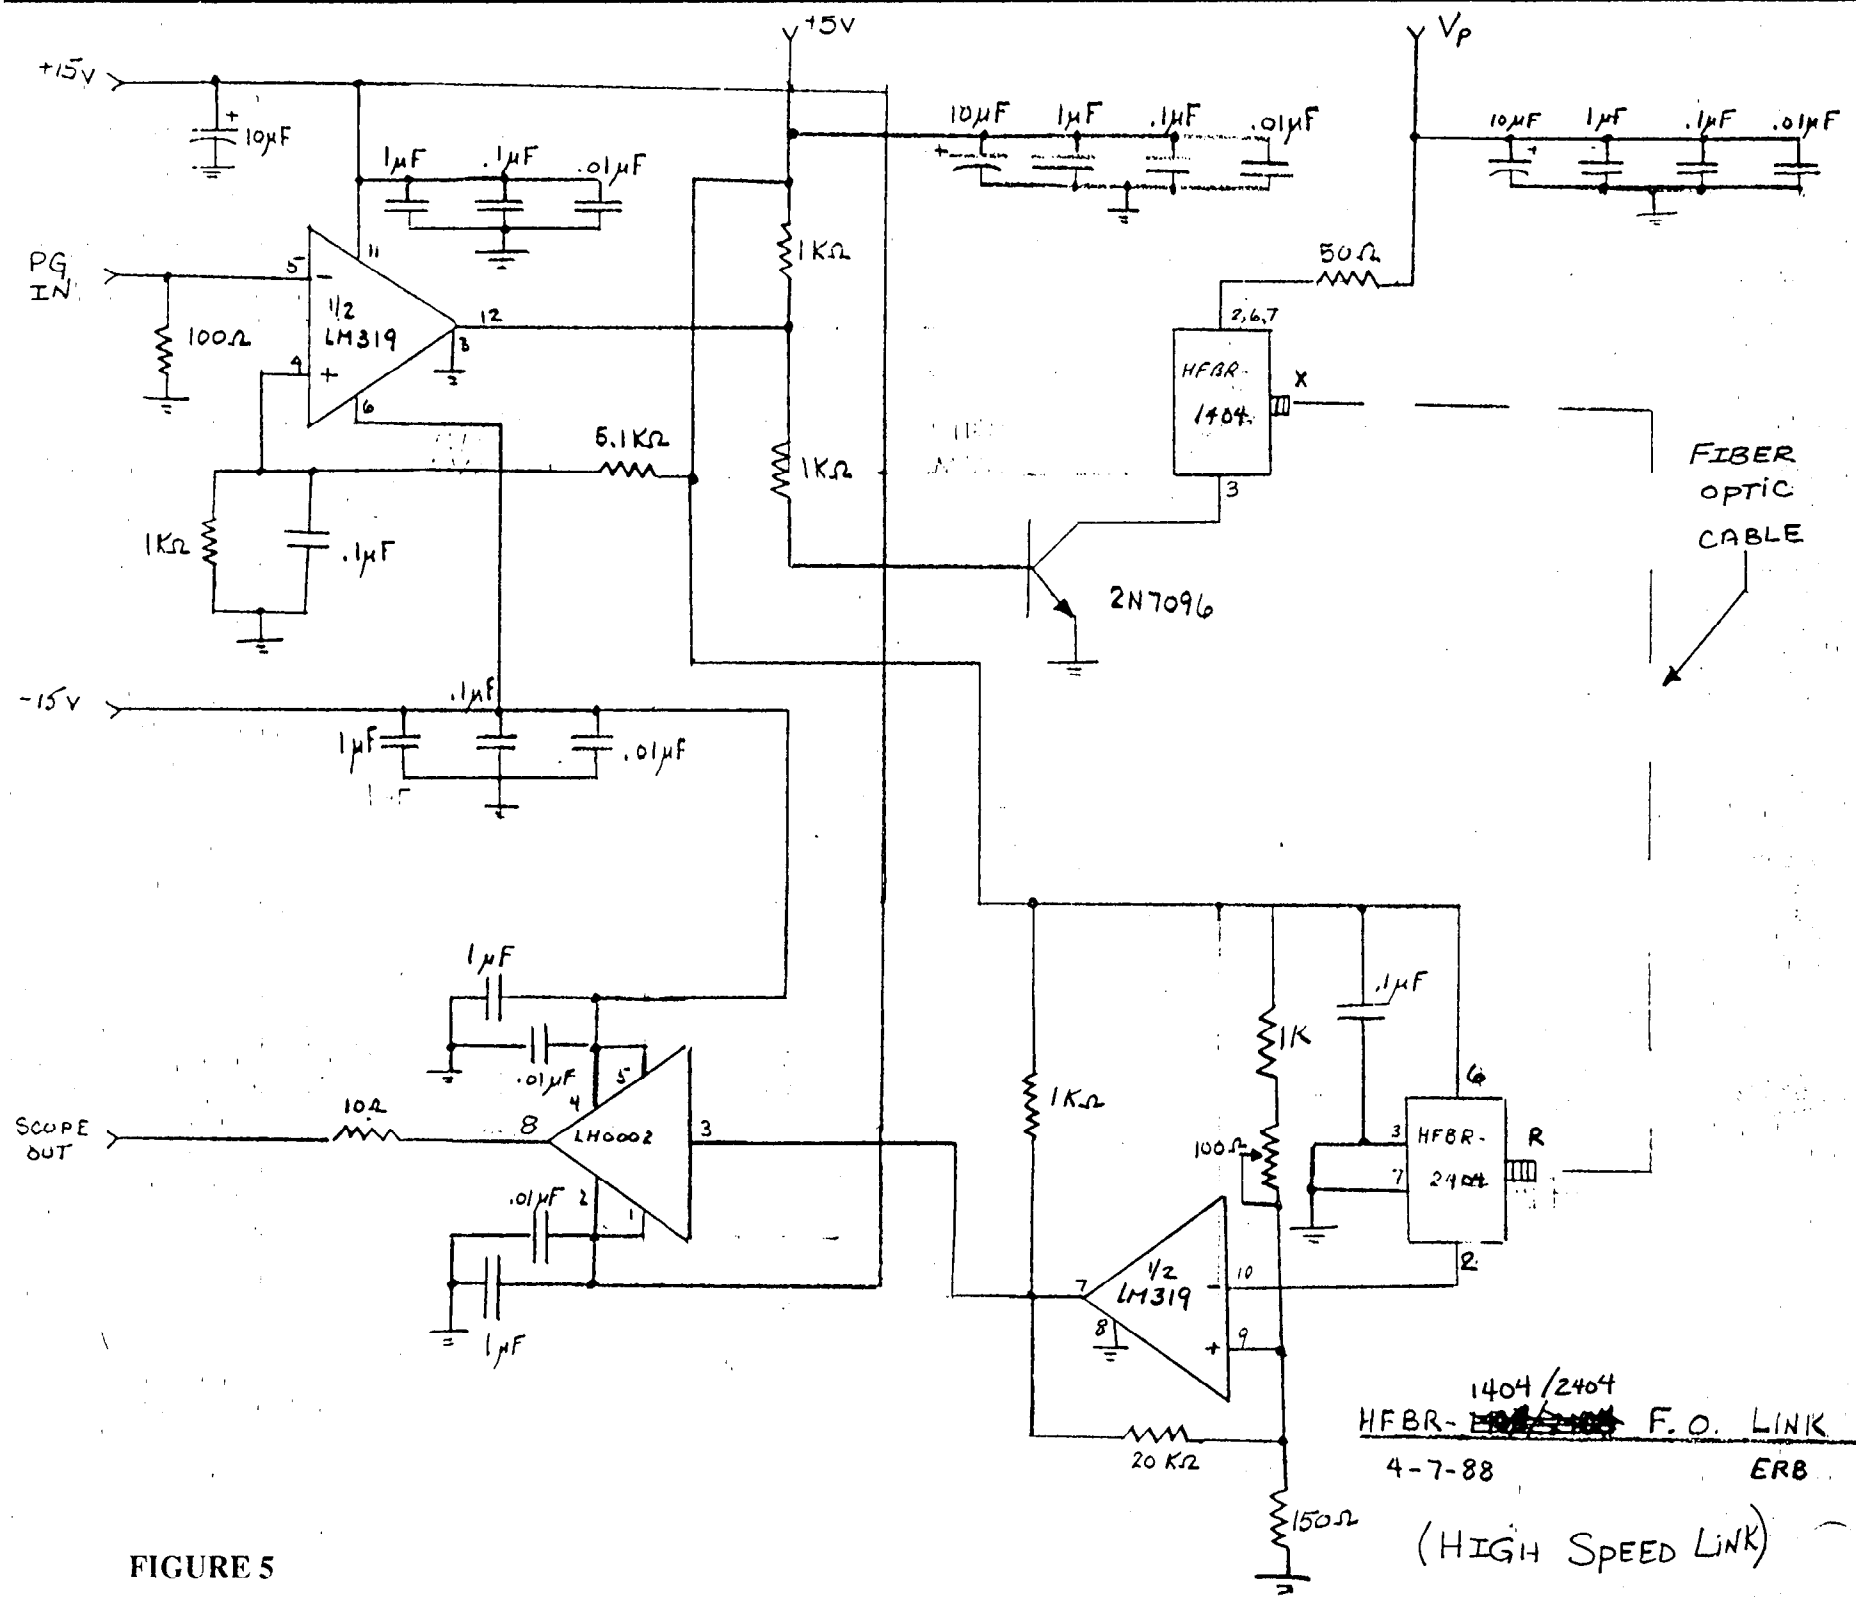 +5V
Vp
+15V
10µF
1µF
.1µF
.01µF
10µF
1µF
.1µF
.01µF
10µF
1µF
.1µF
.01µF
PG
IN
100Ω
5
11
-
1/2
LM319
12
3
4
+
6
1KΩ
1KΩ
50Ω
2,6,7
HFBR-
1404
X
3
FIBER
OPTIC
CABLE
5.1KΩ
1KΩ
.1µF
2N7096
-15V
.1µF
1µF
.01µF
1µF
.01µF
5
4
SCOPE
OUT
10Ω
8
LH0002
3
.01µF
2
1
1µF
1KΩ
1K
.1µF
6
100Ω
3
HFBR-
2404
R
7
2
7
1/2
LM319
-
10
8
+
9
20KΩ
150Ω
1404/2404
HFBR- F.O. LINK
4-7-88 ERB
(HIGH SPEED LINK)
FIGURE 5